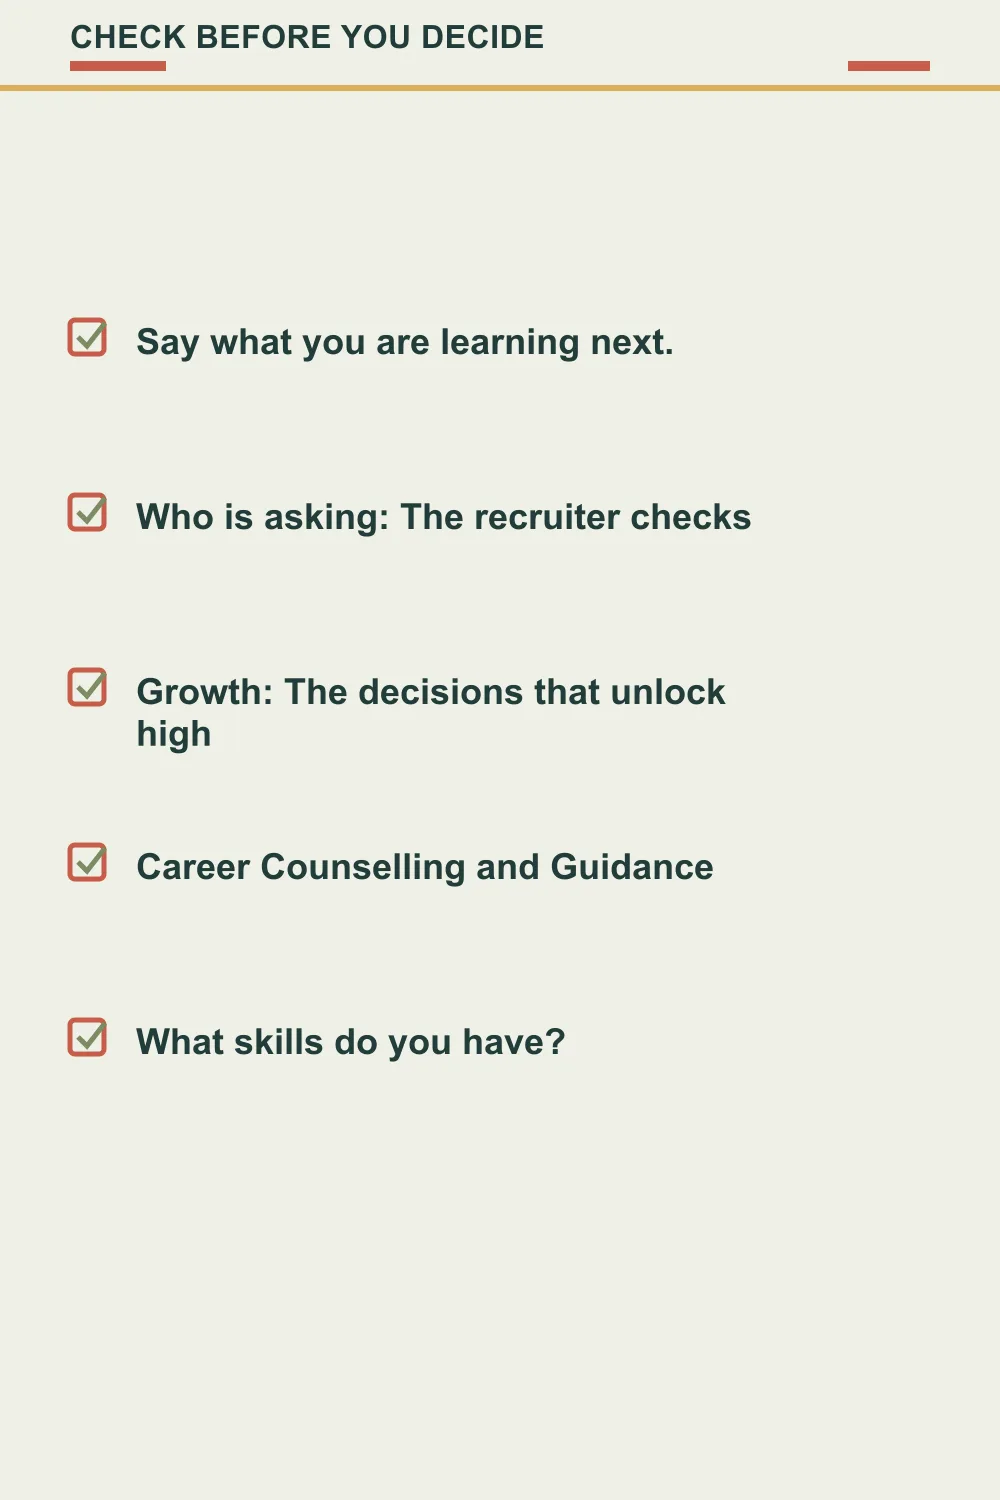 CHECK BEFORE YOU DECIDE
Say what you are learning next.
Who is asking: The recruiter checks
Growth: The decisions that unlock
high
Career Counselling and Guidance
What skills do you have?